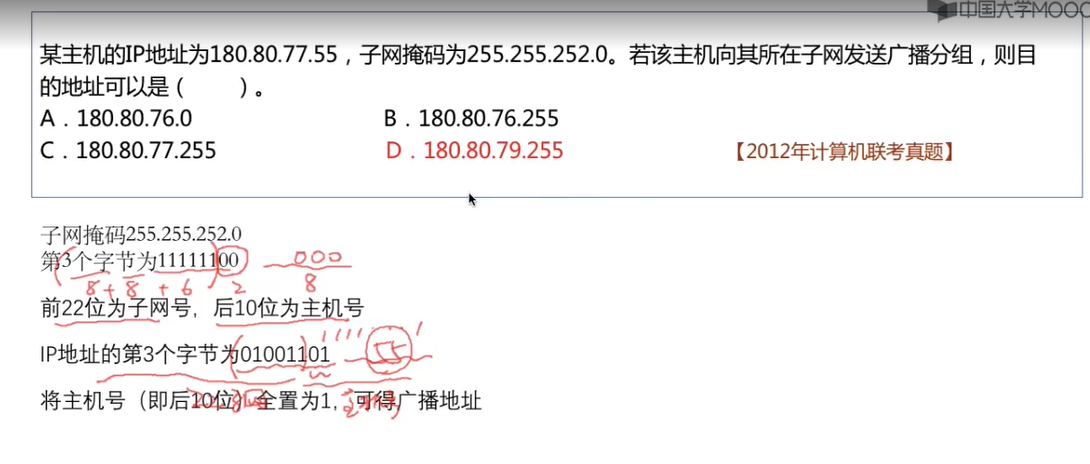 中国大学MOOC
某主机的IP地址为180.80.77.55，子网掩码为255.255.252.0。若该主机向其所在子网发送广播分组，则目
的地址可以是（　　）。
A．180.80.76.0　B．180.80.76.255
C．180.80.77.255　D．180.80.79.255　【2012年计算机联考真题】
子网掩码255.255.252.0
第3个字节为11111100 000
8 + 8 + 6 2 8
前22位为子网号，后10位为主机号
IP地址的第3个字节为01001101 55
将主机号（即后10位）全置为1，可得广播地址